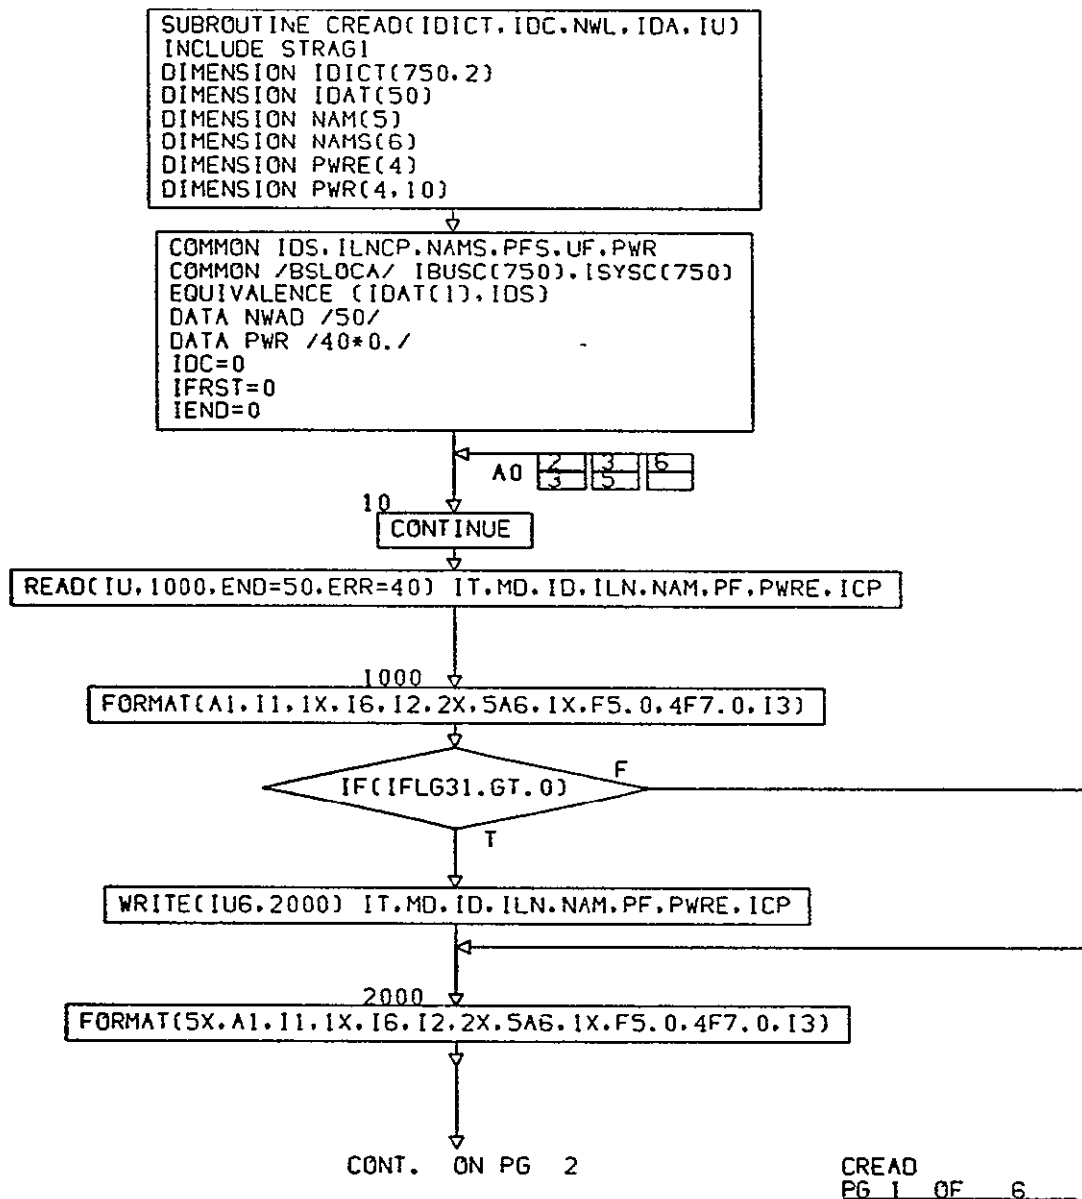 SUBROUTINE CREAD(IDICT,IDC,NWL,IDA,IU)
INCLUDE STRAG1
DIMENSION IDICT(750,2)
DIMENSION IDAT(50)
DIMENSION NAM(5)
DIMENSION NAMS(6)
DIMENSION PWRE(4)
DIMENSION PWR(4,10)
COMMON IDS,ILNCP,NAMS,PFS,UF,PWR
COMMON /BSLOCA/ IBUSC(750),ISYSC(750)
EQUIVALENCE (IDAT(1),IDS)
DATA NWAD /50/
DATA PWR /40*0./
IDC=0
IFRST=0
IEND=0
A0 2 3 6
3 5
10
CONTINUE
READ(IU,1000,END=50,ERR=40) IT,MD,ID,ILN,NAM,PF,PWRE,ICP
1000
FORMAT(A1,I1,1X,I6,I2,2X,5A6,1X,F5.0,4F7.0,I3)
IF(IFLG31.GT.0)
F
T
WRITE(IU6,2000) IT,MD,ID,ILN,NAM,PF,PWRE,ICP
2000
FORMAT(5X,A1,I1,1X,I6,I2,2X,5A6,1X,F5.0,4F7.0,I3)
CONT. ON PG 2
CREAD
PG 1 OF 6